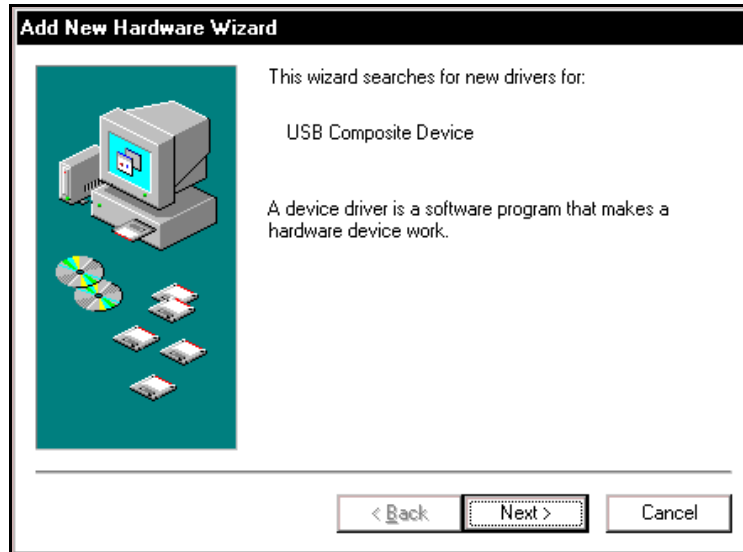 Add New Hardware Wizard
This wizard searches for new drivers for:
USB Composite Device
A device driver is a software program that makes a
hardware device work.
< Back
Next >
Cancel